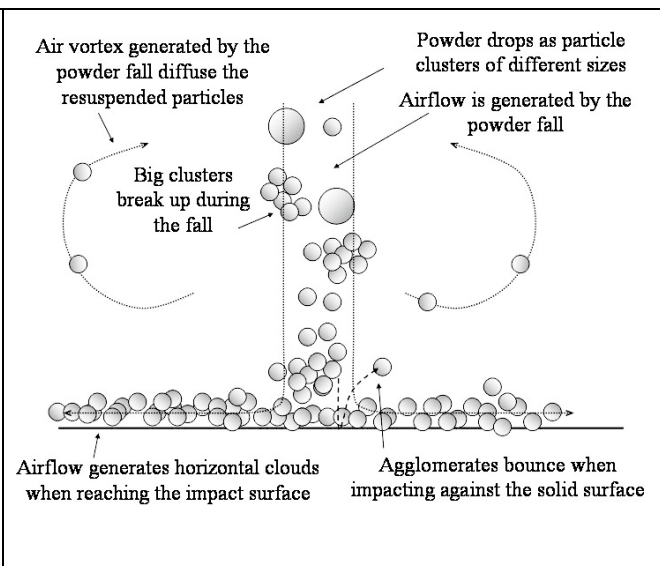 Air vortex generated by the
powder fall diffuse the
resuspended particles
Powder drops as particle
clusters of different sizes
Airflow is generated by the
powder fall
Big clusters
break up during
the fall
Airflow generates horizontal clouds
when reaching the impact surface
Agglomerates bounce when
impacting against the solid surface